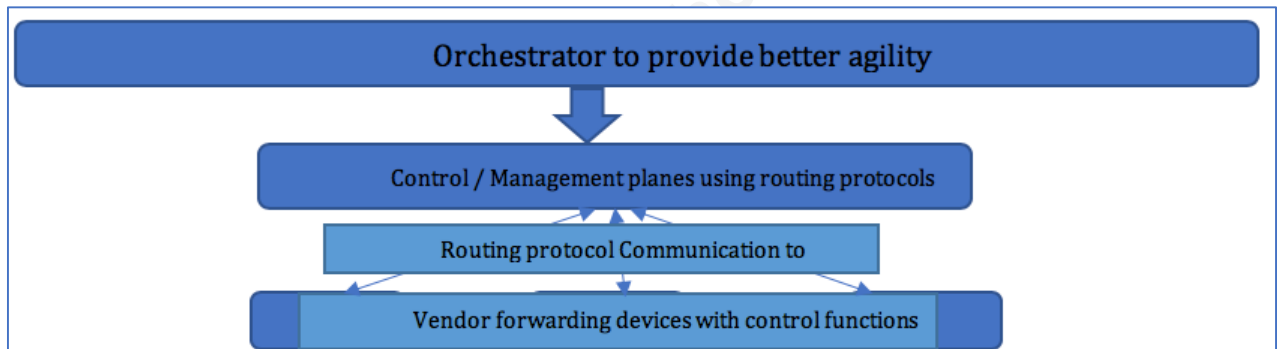 Orchestrator to provide better agility
Control / Management planes using routing protocols
Routing protocol Communication to
Vendor forwarding devices with control functions